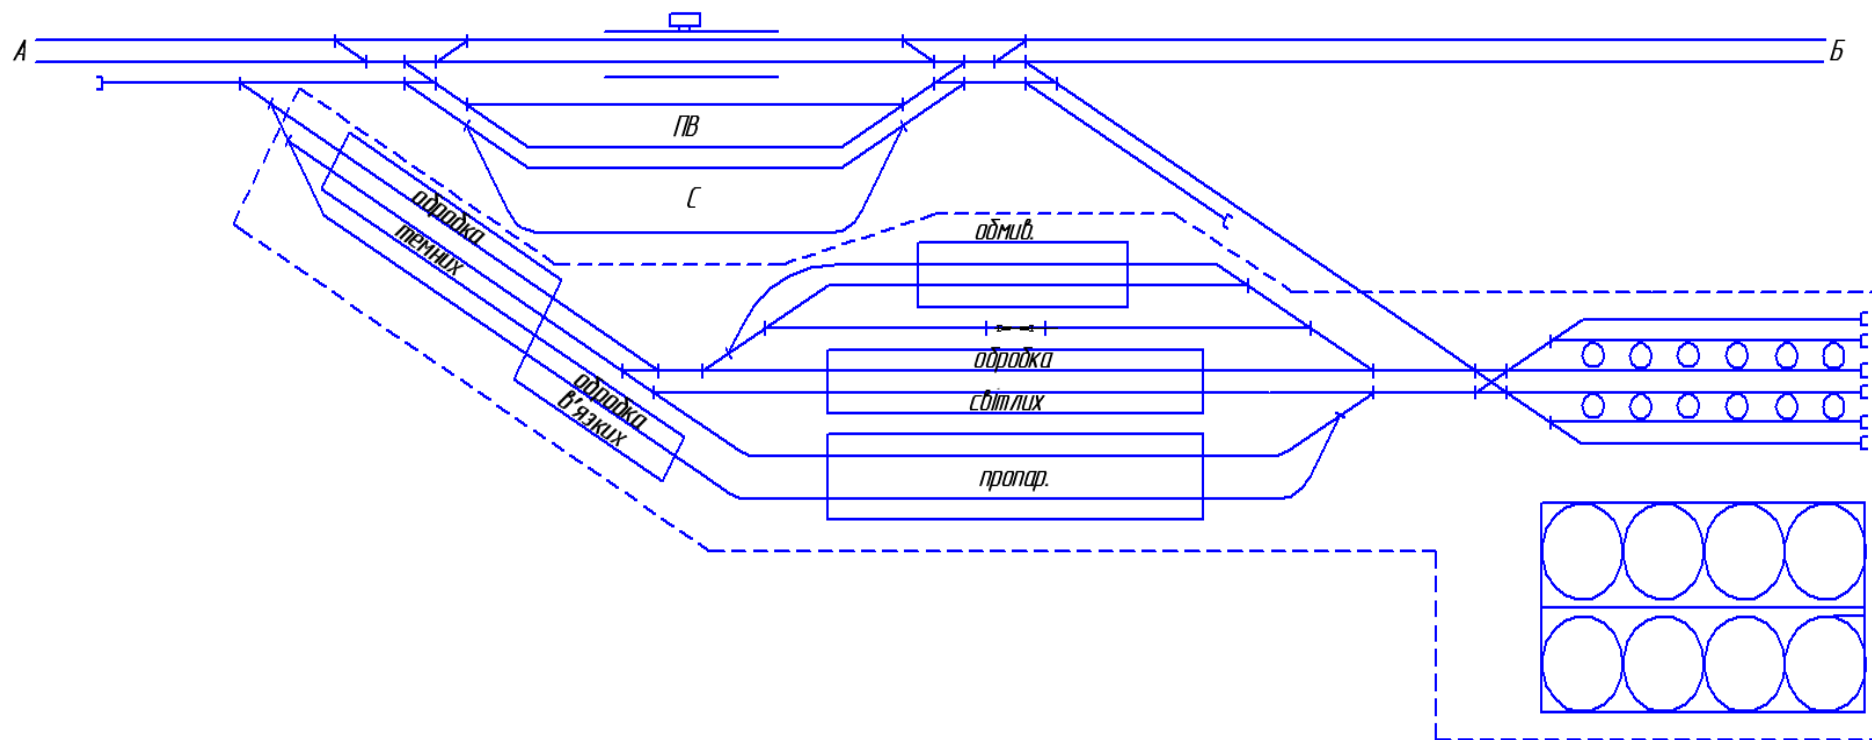 А
Б
ПВ
С
обробка
темних
обмив.
обробка
світлих
обробка
в'язких
пропар.